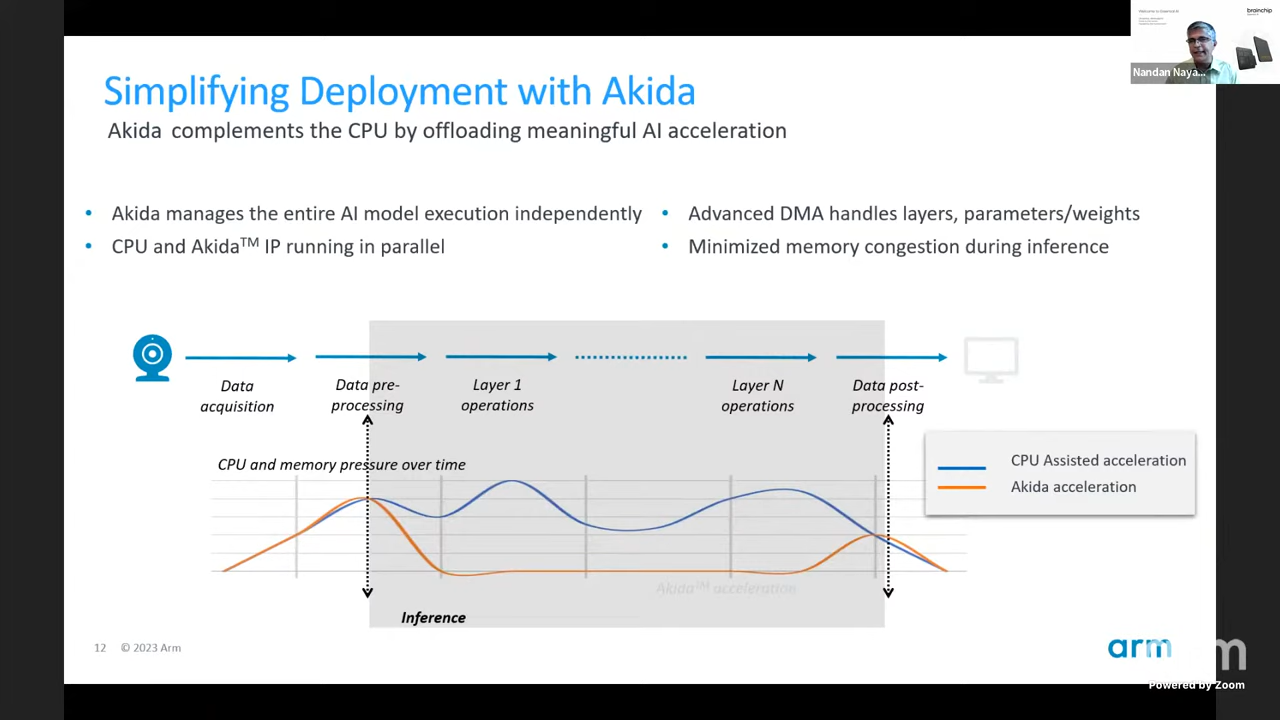 Simplifying Deployment with Akida
Akida complements the CPU by offloading meaningful AI acceleration
• Akida manages the entire AI model execution independently
• CPU and Akida™ IP running in parallel
• Advanced DMA handles layers, parameters/weights
• Minimized memory congestion during inference
Data
acquisition
Data pre-
processing
Layer 1
operations
Layer N
operations
Data post-
processing
CPU and memory pressure over time
CPU Assisted acceleration
Akida acceleration
Akida™ acceleration
Inference
12 © 2023 Arm
arm
Powered by Zoom
brainchip
Nandan Naya...